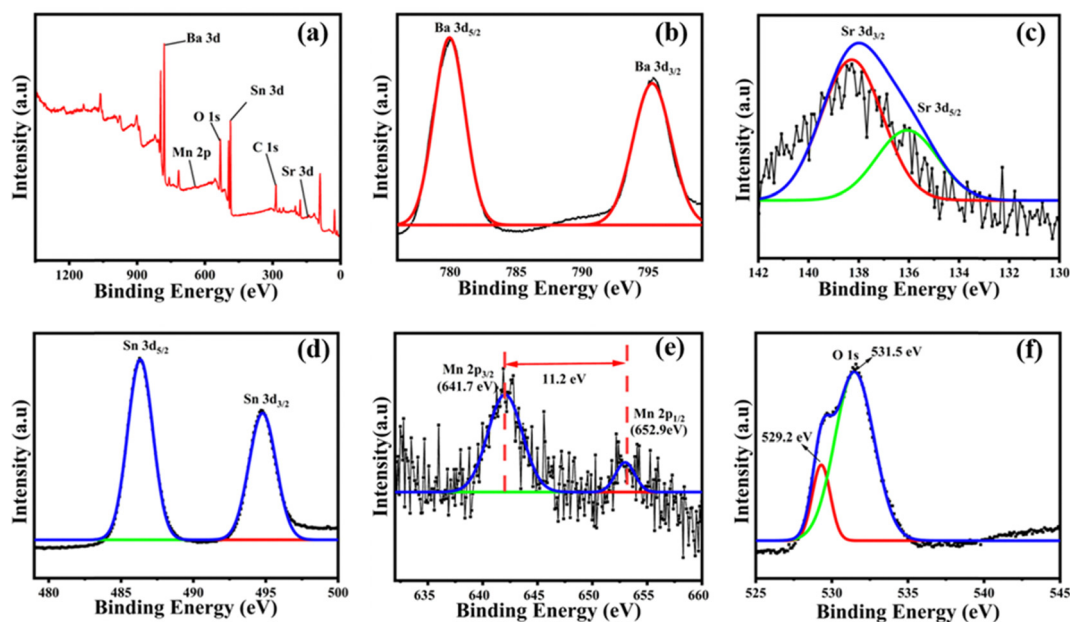 (a)
Ba 3d
Sn 3d
O 1s
Mn 2p
C 1s
Sr 3d
Intensity (a.u)
1200 900 600 300 0
Binding Energy (eV)
(b)
Ba 3d5/2
Ba 3d3/2
Intensity (a.u)
780 785 790 795
Binding Energy (eV)
(c)
Sr 3d3/2
Sr 3d5/2
Intensity (a.u)
142 140 138 136 134 132 130
Binding Energy (eV)
(d)
Sn 3d5/2
Sn 3d3/2
Intensity (a.u)
480 485 490 495 500
Binding Energy (eV)
(e)
Mn 2p3/2
(641.7 eV)
11.2 eV
Mn 2p1/2
(652.9eV)
Intensity (a.u)
635 640 645 650 655 660
Binding Energy (eV)
(f)
O 1s
531.5 eV
529.2 eV
Intensity (a.u)
525 530 535 540 545
Binding Energy (eV)